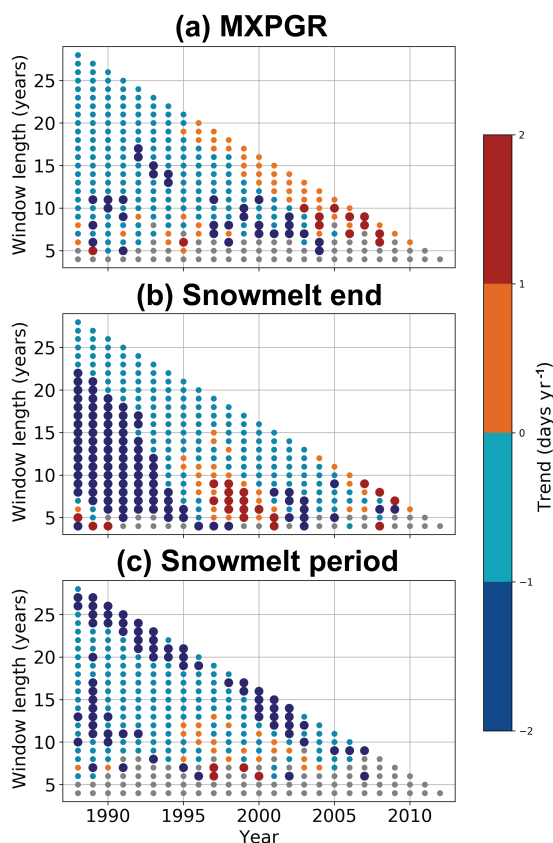 (a) MXPGR
Window length (years)
25
20
15
10
5
(b) Snowmelt end
Window length (years)
25
20
15
10
5
(c) Snowmelt period
Window length (years)
25
20
15
10
5
1990 1995 2000 2005 2010
Year
2
1
0
−1
−2
Trend (days yr⁻¹)